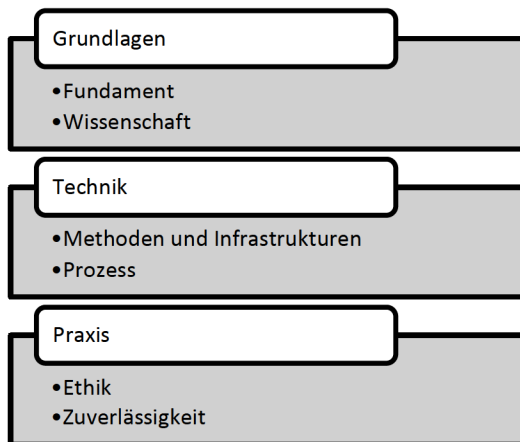 Grundlagen
•Fundament
•Wissenschaft
Technik
•Methoden und Infrastrukturen
•Prozess
Praxis
•Ethik
•Zuverlässigkeit